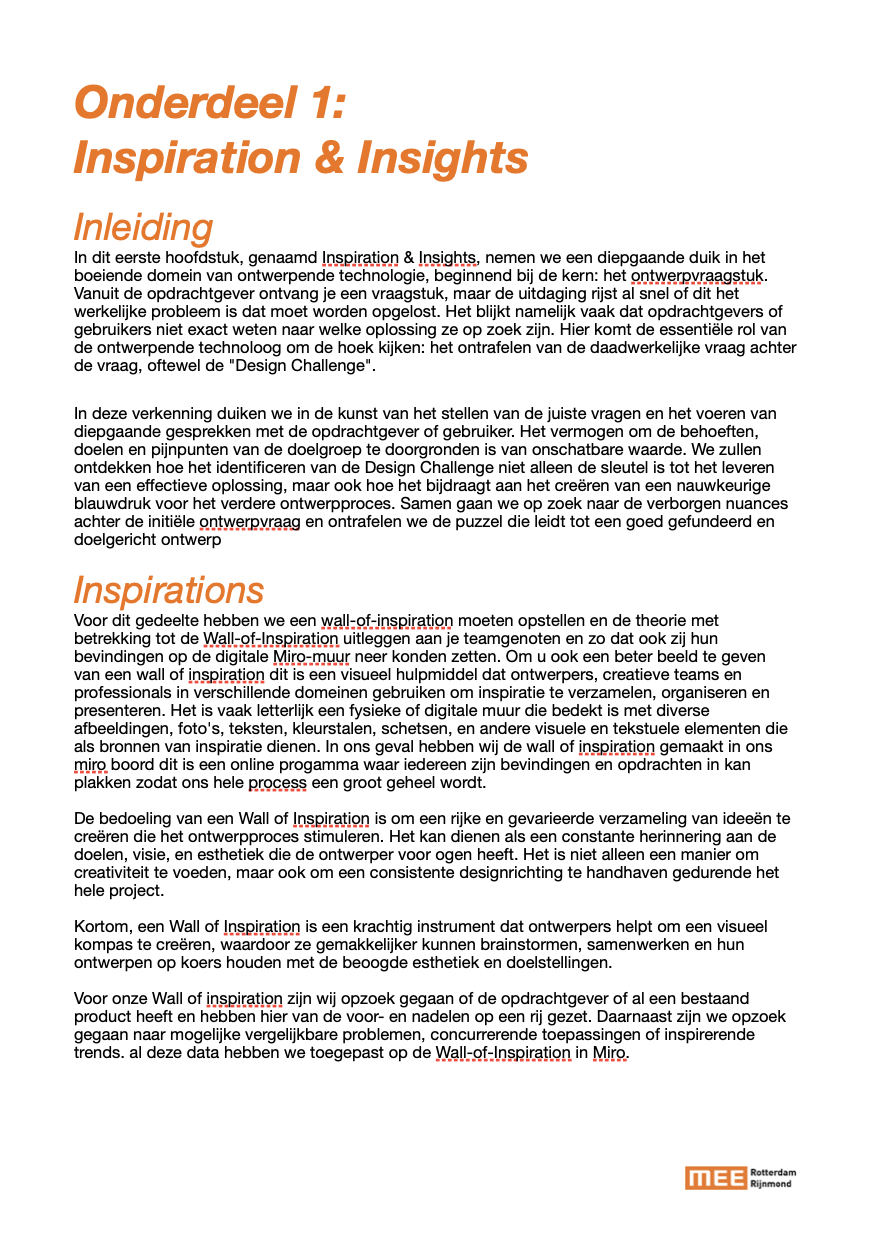 Onderdeel 1:
Inspiration & Insights
Inleiding
In dit eerste hoofdstuk, genaamd Inspiration & Insights, nemen we een diepgaande duik in het
boeiende domein van ontwerpende technologie, beginnend bij de kern: het ontwerpvraagstuk.
Vanuit de opdrachtgever ontvang je een vraagstuk, maar de uitdaging rijst al snel of dit het
werkelijke probleem is dat moet worden opgelost. Het blijkt namelijk vaak dat opdrachtgevers of
gebruikers niet exact weten naar welke oplossing ze op zoek zijn. Hier komt de essentiële rol van
de ontwerpende technoloog om de hoek kijken: het ontrafelen van de daadwerkelijke vraag achter
de vraag, oftewel de "Design Challenge".
In deze verkenning duiken we in de kunst van het stellen van de juiste vragen en het voeren van
diepgaande gesprekken met de opdrachtgever of gebruiker. Het vermogen om de behoeften,
doelen en pijnpunten van de doelgroep te doorgronden is van onschatbare waarde. We zullen
ontdekken hoe het identificeren van de Design Challenge niet alleen de sleutel is tot het leveren
van een effectieve oplossing, maar ook hoe het bijdraagt aan het creëren van een nauwkeurige
blauwdruk voor het verdere ontwerpproces. Samen gaan we op zoek naar de verborgen nuances
achter de initiële ontwerpvraag en ontrafelen we de puzzel die leidt tot een goed gefundeerd en
doelgericht ontwerp
Inspirations
Voor dit gedeelte hebben we een wall-of-inspiration moeten opstellen en de theorie met
betrekking tot de Wall-of-Inspiration uitleggen aan je teamgenoten en zo dat ook zij hun
bevindingen op de digitale Miro-muur neer konden zetten. Om u ook een beter beeld te geven
van een wall of inspiration dit is een visueel hulpmiddel dat ontwerpers, creatieve teams en
professionals in verschillende domeinen gebruiken om inspiratie te verzamelen, organiseren en
presenteren. Het is vaak letterlijk een fysieke of digitale muur die bedekt is met diverse
afbeeldingen, foto's, teksten, kleurstalen, schetsen, en andere visuele en tekstuele elementen die
als bronnen van inspiratie dienen. In ons geval hebben wij de wall of inspiration gemaakt in ons
miro boord dit is een online progamma waar iedereen zijn bevindingen en opdrachten in kan
plakken zodat ons hele process een groot geheel wordt.
De bedoeling van een Wall of Inspiration is om een rijke en gevarieerde verzameling van ideeën te
creëren die het ontwerpproces stimuleren. Het kan dienen als een constante herinnering aan de
doelen, visie, en esthetiek die de ontwerper voor ogen heeft. Het is niet alleen een manier om
creativiteit te voeden, maar ook om een consistente designrichting te handhaven gedurende het
hele project.
Kortom, een Wall of Inspiration is een krachtig instrument dat ontwerpers helpt om een visueel
kompas te creëren, waardoor ze gemakkelijker kunnen brainstormen, samenwerken en hun
ontwerpen op koers houden met de beoogde esthetiek en doelstellingen.
Voor onze Wall of inspiration zijn wij opzoek gegaan of de opdrachtgever of al een bestaand
product heeft en hebben hier van de voor- en nadelen op een rij gezet. Daarnaast zijn we opzoek
gegaan naar mogelijke vergelijkbare problemen, concurrerende toepassingen of inspirerende
trends. al deze data hebben we toegepast op de Wall-of-Inspiration in Miro.
MEE Rotterdam
Rijnmond